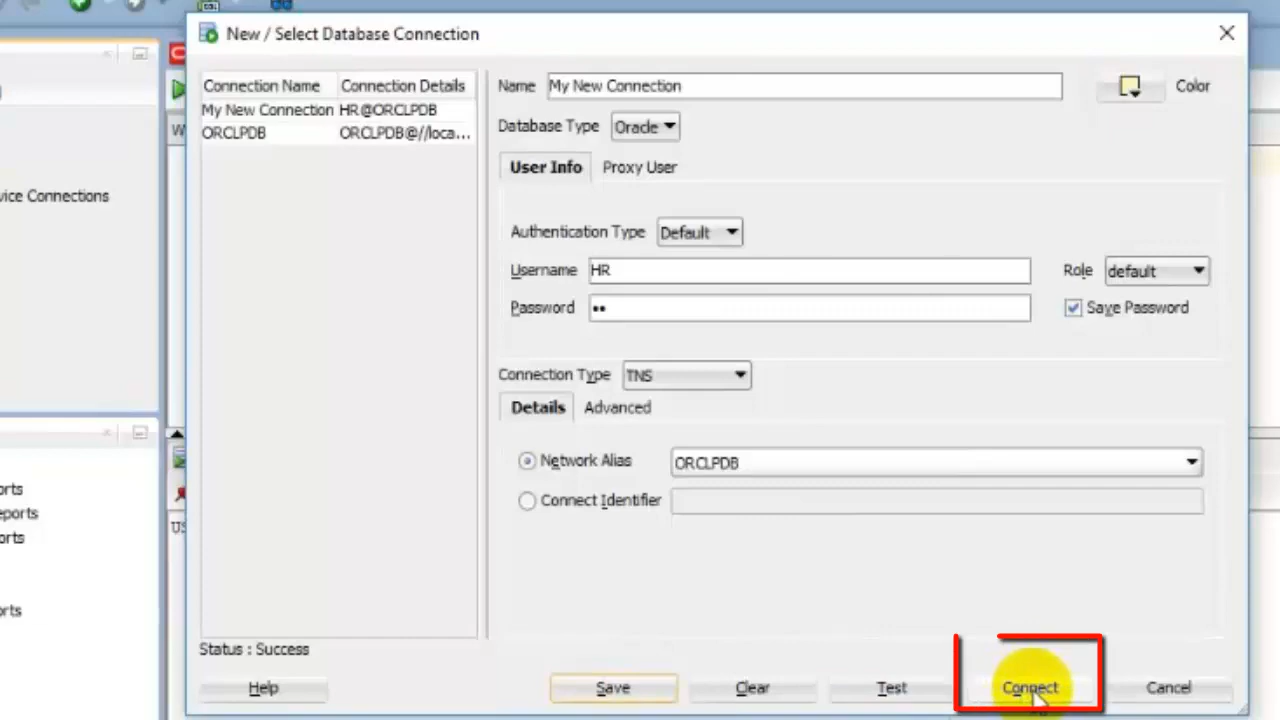 New / Select Database Connection
Connection Name Connection Details
My New Connection HR@ORCLPDB
ORCLPDB ORCLPDB@//loca...
Name My New Connection Color
Database Type Oracle
User Info Proxy User
Authentication Type Default
Username HR Role default
Password •• Save Password
Connection Type TNS
Details Advanced
Network Alias ORCLPDB
Connect Identifier
Status : Success
Help Save Clear Test Connect Cancel
vice Connections
orts
eports
orts
orts